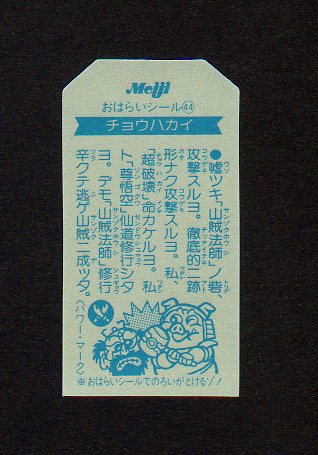 Meiji
おはらいシール㊹
チョウハカイ
●嘘ツキ、「山賊法師」ノ砦、
攻撃スルヨ。徹底的ニ跡
形ナク攻撃スルヨ。私、
「超破壊」命カケルヨ。私
ト、「尊悟空」仙道修行シタ
ヨ。デモ、「山賊法師」修行
辛クテ逃ゲ、山賊ニ成ッタ。
〈パワー・マーク〉
※おはらいシールでのろいがとけるゾ!